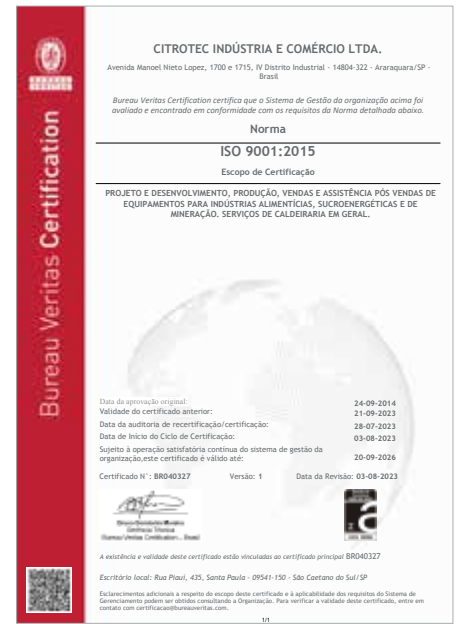 Bureau Veritas Certification
CITROTEC INDÚSTRIA E COMÉRCIO LTDA.
Avenida Manoel Nieto Lopez, 1700 e 1715, IV Distrito Industrial - 14804-322 - Araraquara/SP -
Brasil
Bureau Veritas Certification certifica que o Sistema de Gestão da organização acima foi
avaliado e encontrado em conformidade com os requisitos da Norma detalhada abaixo.
Norma
ISO 9001:2015
Escopo de Certificação
PROJETO E DESENVOLVIMENTO, PRODUÇÃO, VENDAS E ASSISTÊNCIA PÓS VENDAS DE
EQUIPAMENTOS PARA INDÚSTRIAS ALIMENTÍCIAS, SUCROENERGÉTICAS E DE
MINERAÇÃO. SERVIÇOS DE CALDEIRARIA EM GERAL.
Data da aprovação original: 24-09-2014
Validade do certificado anterior: 21-09-2023
Data da auditoria de recertificação/certificação: 28-07-2023
Data de Início do Ciclo de Certificação: 03-08-2023
Sujeito à operação satisfatória contínua do sistema de gestão da
organização,este certificado é válido até: 20-09-2026
Certificado N°: BR040327 Versão: 1 Data da Revisão: 03-08-2023
Gerência Técnica
Bureau Veritas Certification - Brasil
A existência e validade deste certificado estão vinculadas ao certificado principal BR040327
Escritório local: Rua Piauí, 435, Santa Paula - 09541-150 - São Caetano do Sul/SP
Esclarecimentos adicionais a respeito do escopo deste certificado e à aplicabilidade dos requisitos do Sistema de
Gerenciamento podem ser obtidos consultando a Organização. Para verificar a validade deste certificado, entre em
contato com certificacao@bureauveritas.com.
1/1